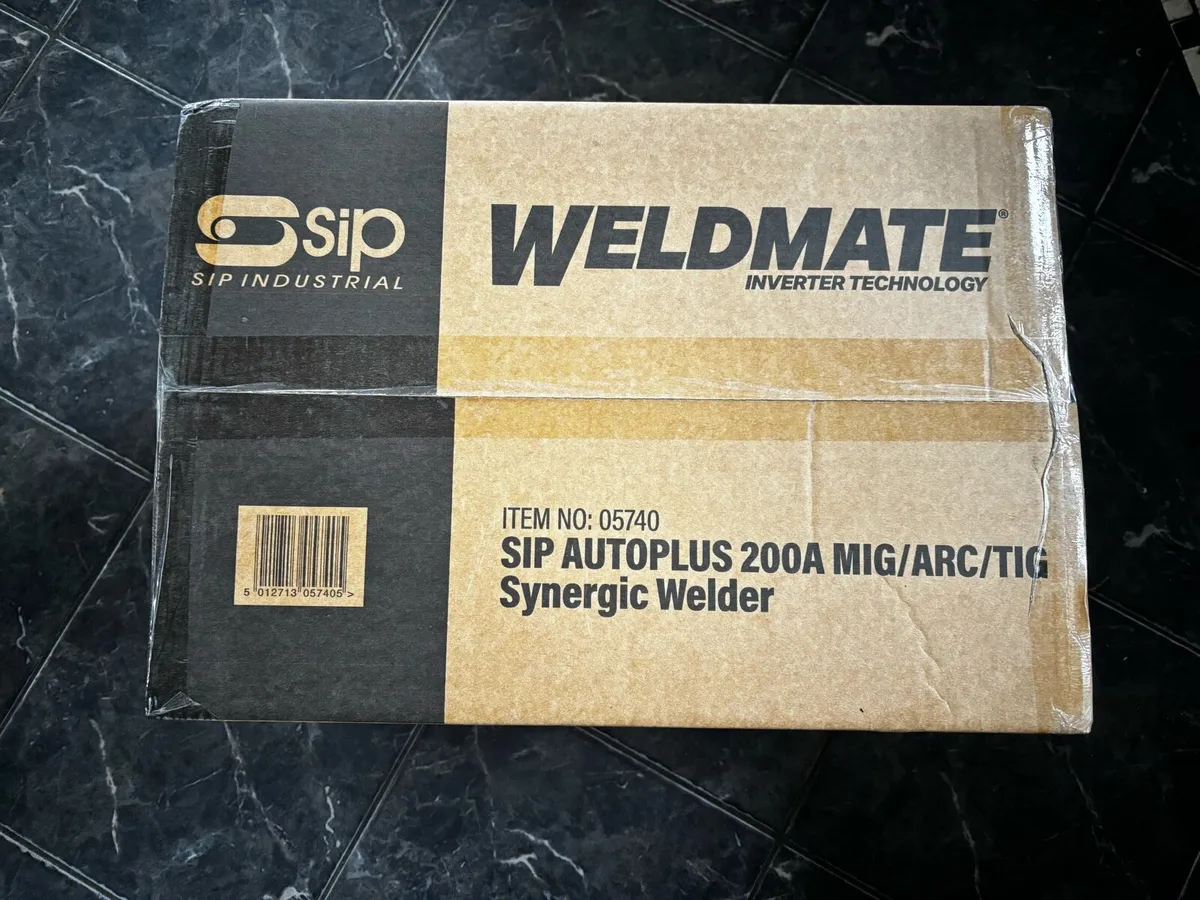 Sip
SIP INDUSTRIAL
WELDMATE®
INVERTER TECHNOLOGY
ITEM NO: 05740
SIP AUTOPLUS 200A MIG/ARC/TIG
Synergic Welder
5 012713 057405 >